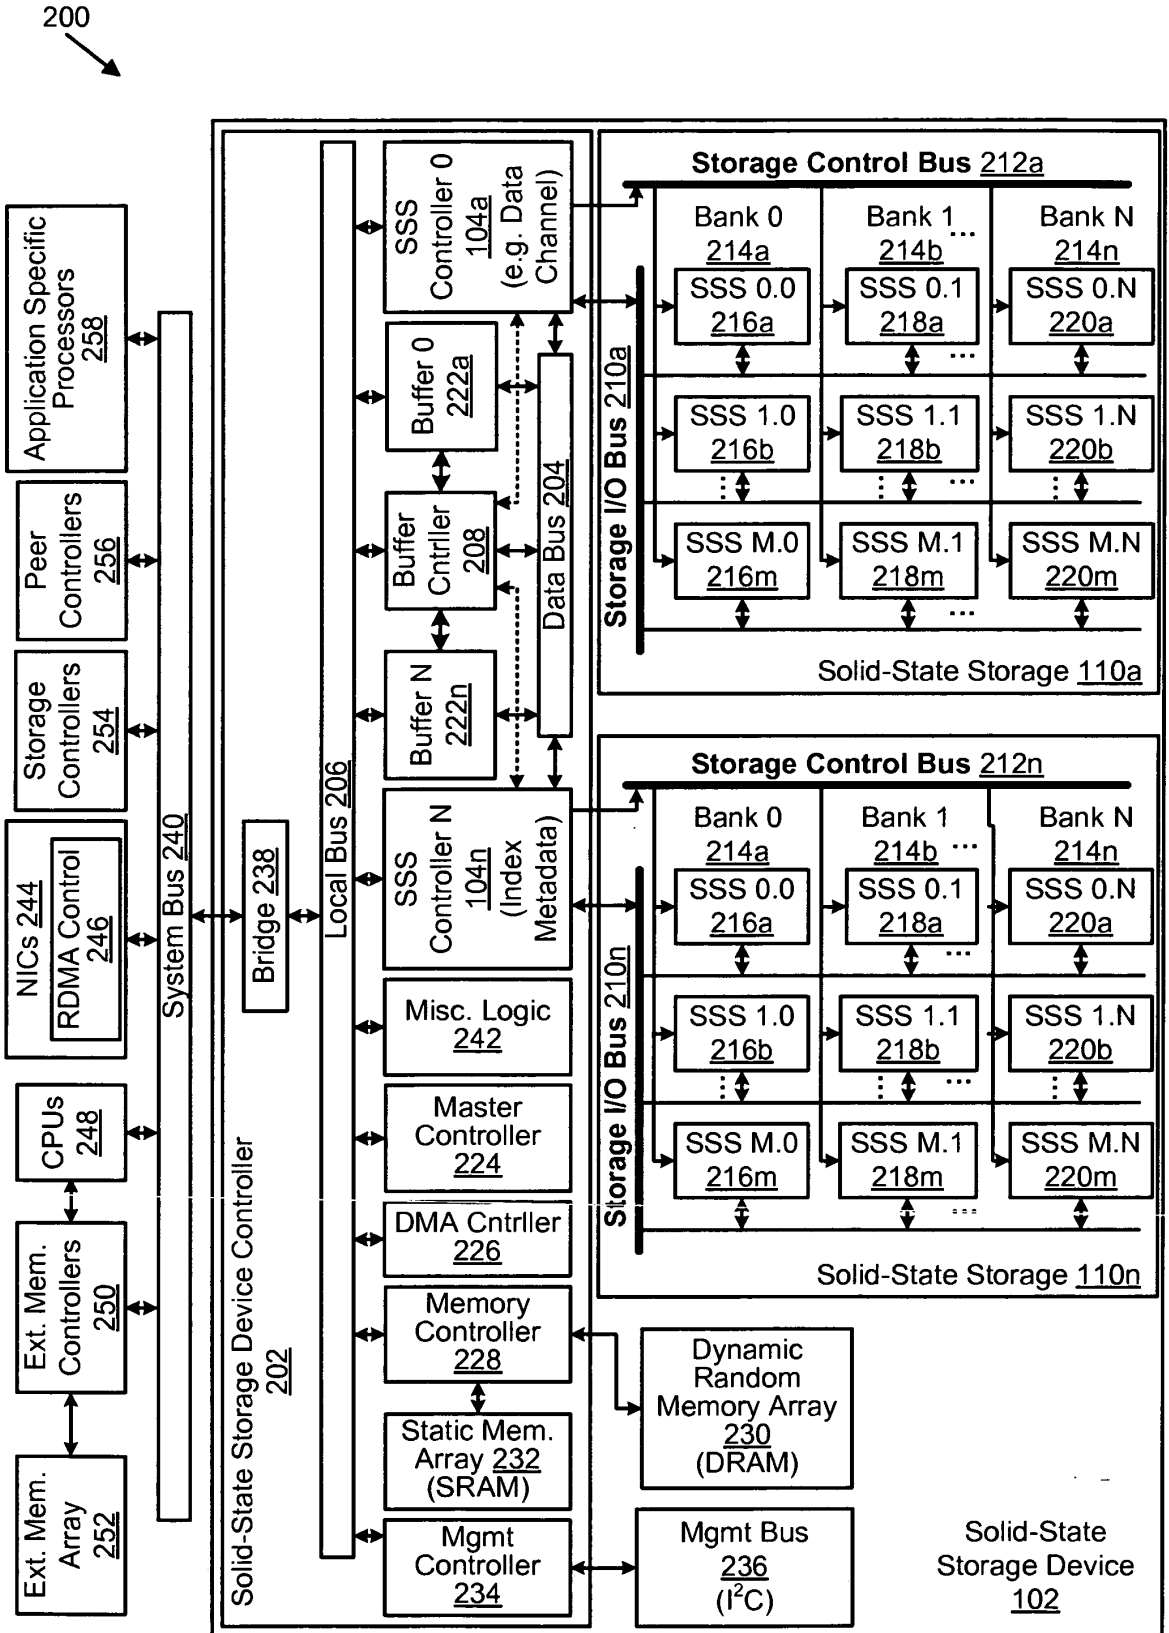 200
Application Specific
Processors
258
Peer
Controllers
256
Storage
Controllers
254
NICs 244
RDMA Control
246
CPUs
248
Ext. Mem.
Controllers
250
Ext. Mem.
Array
252
System Bus 240
Solid-State Storage Device Controller
202
Bridge 238
Local Bus 206
SSS
Controller 0
104a
(e.g. Data
Channel)
Buffer 0
222a
Buffer
Cntrller
208
Buffer N
222n
Data Bus 204
SSS
Controller N
104n
(Index
Metadata)
Misc. Logic
242
Master
Controller
224
DMA Cntrller
226
Memory
Controller
228
Static Mem.
Array 232
(SRAM)
Mgmt
Controller
234
Storage Control Bus 212a
Bank 0
214a
Bank 1
214b
...
Bank N
214n
Storage I/O Bus 210a
SSS 0.0
216a
SSS 0.1
218a
...
SSS 0.N
220a
SSS 1.0
216b
SSS 1.1
218b
...
SSS 1.N
220b
SSS M.0
216m
SSS M.1
218m
...
SSS M.N
220m
Solid-State Storage 110a
Storage Control Bus 212n
Bank 0
214a
Bank 1
214b
...
Bank N
214n
Storage I/O Bus 210n
SSS 0.0
216a
SSS 0.1
218a
...
SSS 0.N
220a
SSS 1.0
216b
SSS 1.1
218b
...
SSS 1.N
220b
SSS M.0
216m
SSS M.1
218m
...
SSS M.N
220m
Solid-State Storage 110n
Dynamic
Random
Memory Array
230
(DRAM)
Mgmt Bus
236
(I²C)
Solid-State
Storage Device
102